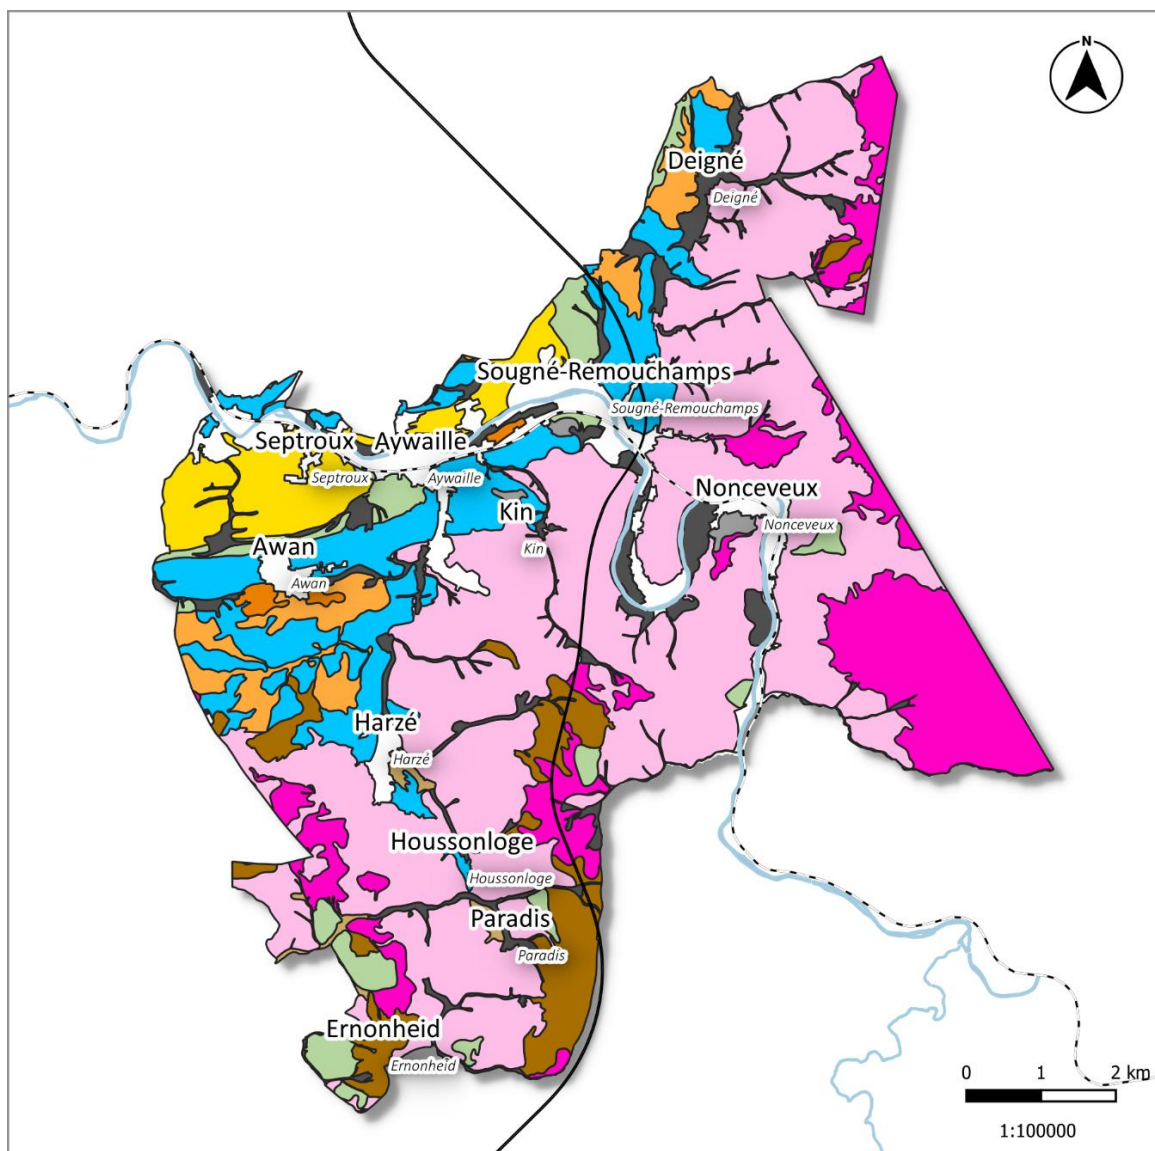 N
Deigné
Deigné
Sougné-Remouchamps
Sougné-Remouchamps
Septroux
Aywaille
Septroux
Aywaille
Nonceveux
Nonceveux
Kin
Kin
Awan
Awan
Harzé
Harzé
Houssonloge
Houssonloge
Paradis
Paradis
Ernonheid
Ernonheid
0 1 2 km
1:100000